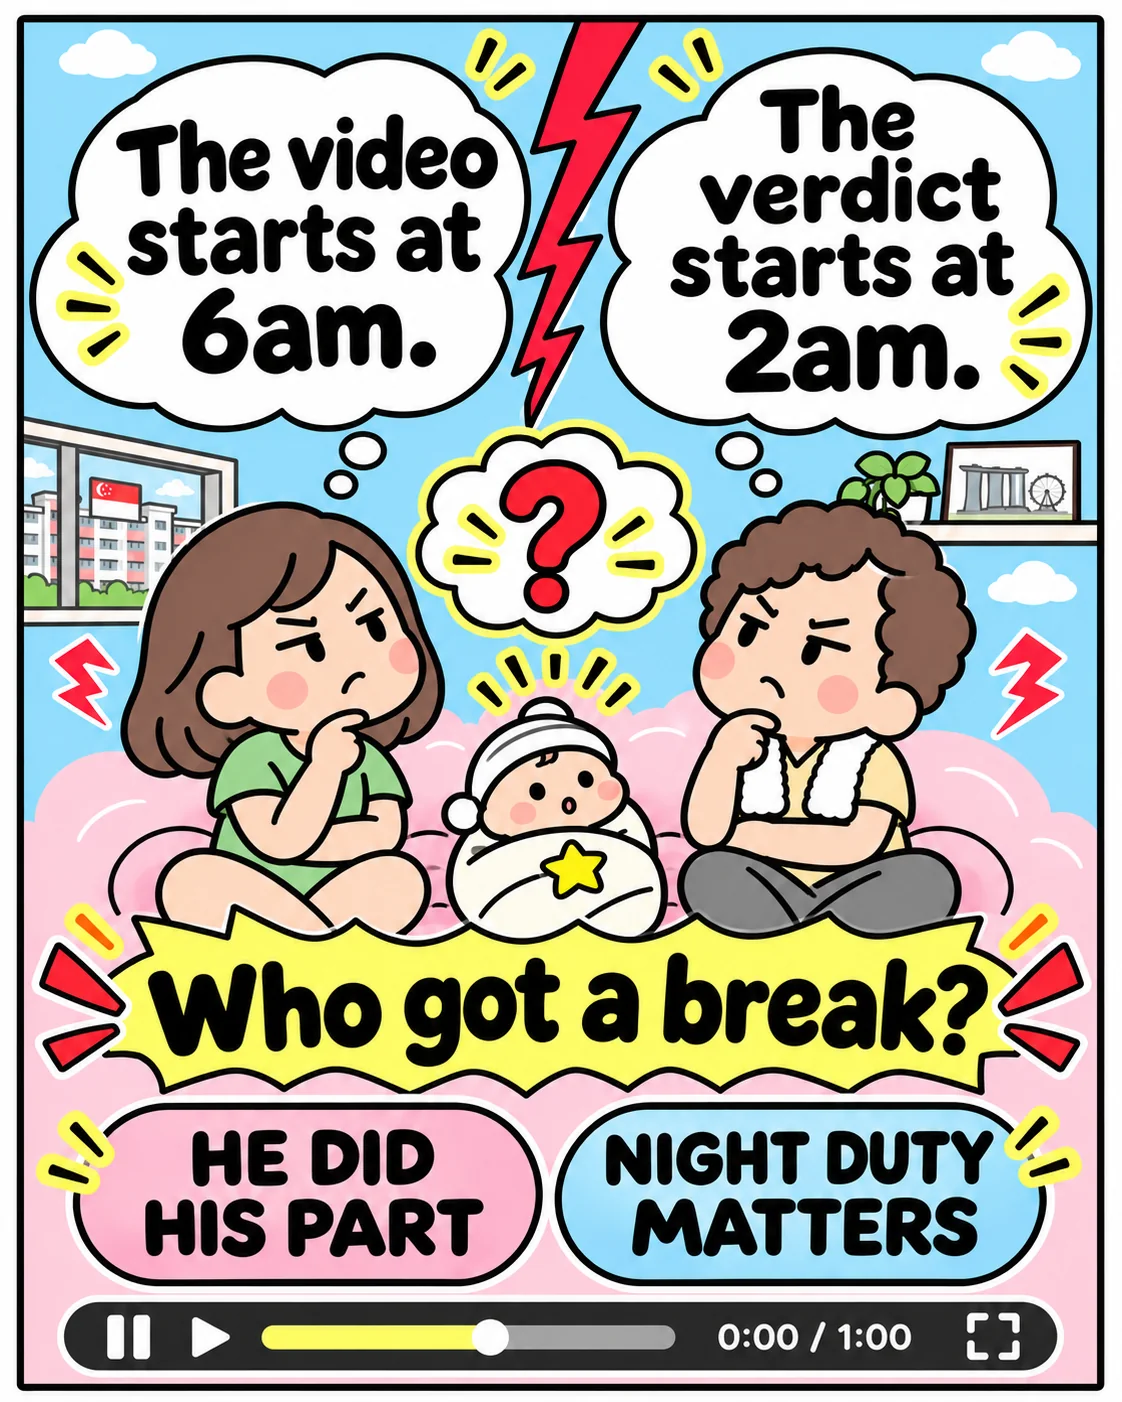 The video
starts at
6am.
The
verdict
starts at
2am.
?
Who got a break?
HE DID
HIS PART
NIGHT DUTY
MATTERS
0:00 / 1:00